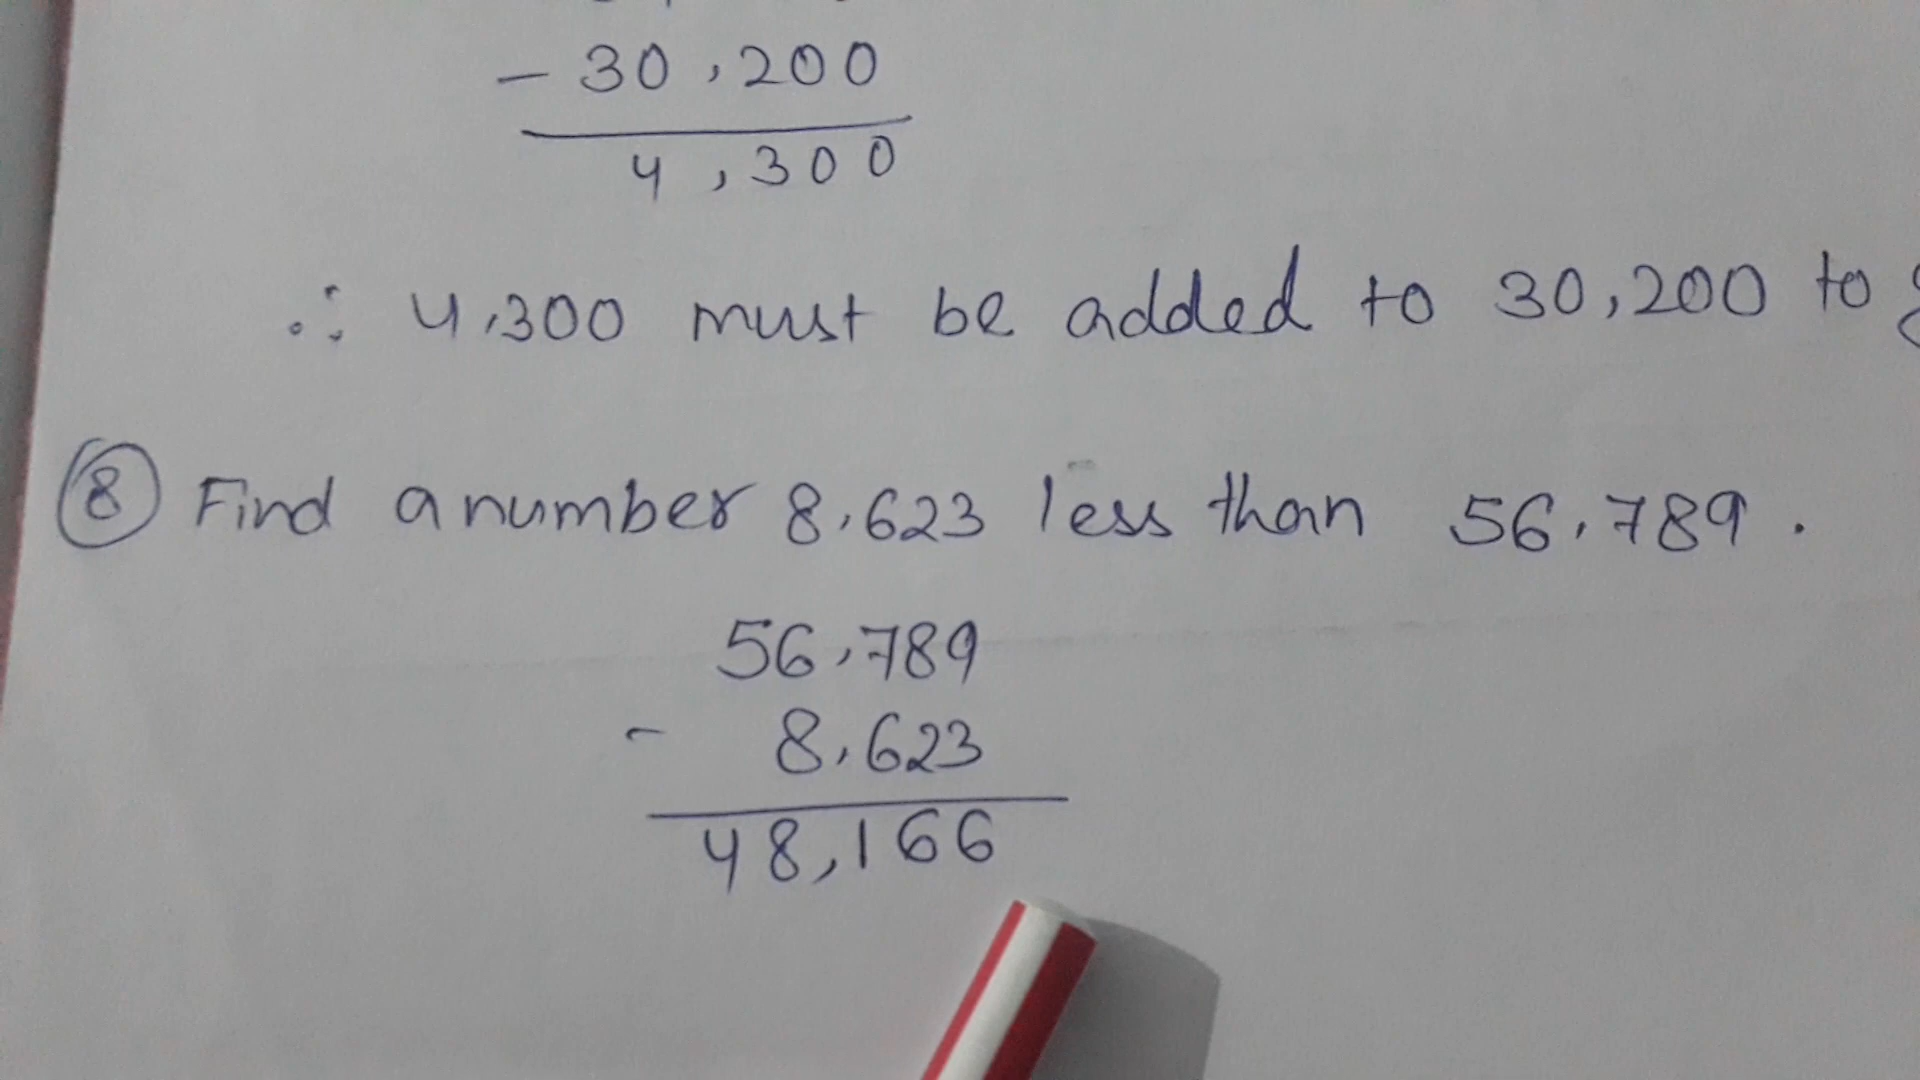 - 30,200
4,300
∴ 4,300 must be added to 30,200 to
8 Find a number 8,623 less than 56,789.
56,789
- 8,623
48,166